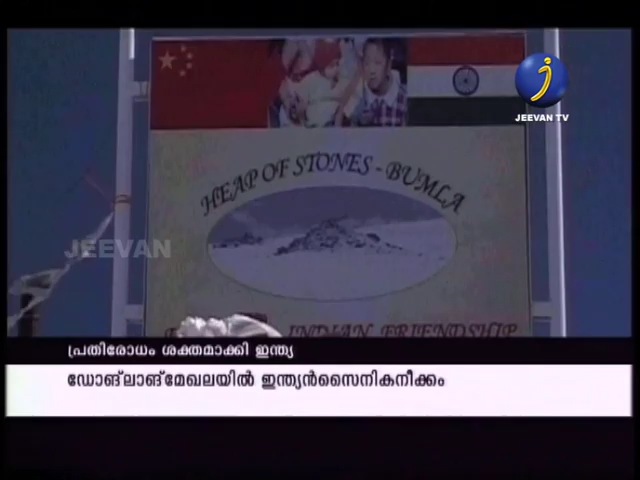 JEEVAN TV
HEAP OF STONES - BUMLA
JEEVAN
INDIAN FRIENDSHIP
പ്രതിരോധം ശക്തമാക്കി ഇന്ത്യ
ഡോങ്ലാങ്മേഖലയിൽ ഇന്ത്യൻസൈനികനീക്കം